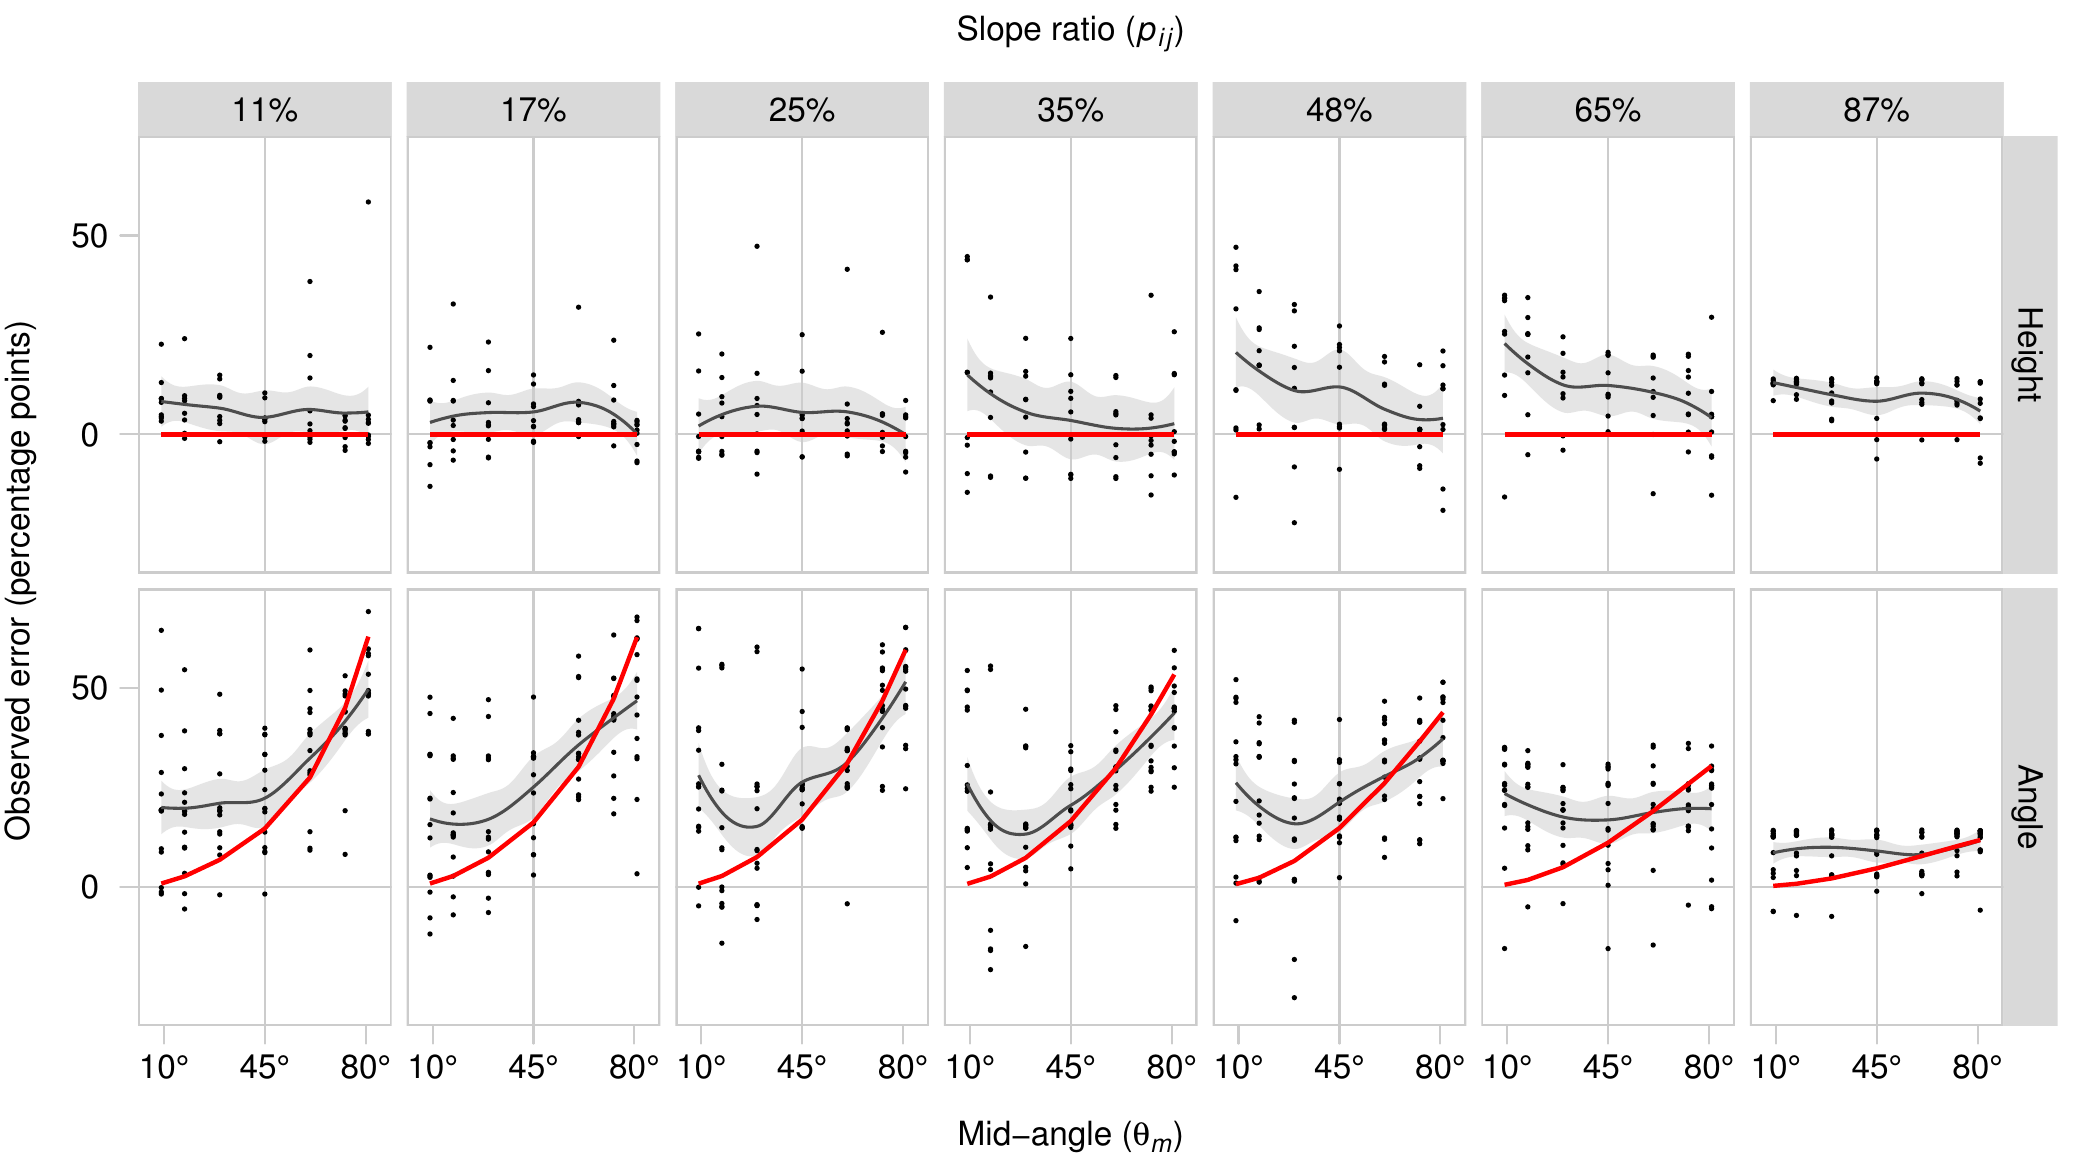 Slope ratio (pij)
11% 17% 25% 35% 48% 65% 87%
Observed error (percentage points)
50
0
Height
50
0
Angle
10° 45° 80° 10° 45° 80° 10° 45° 80° 10° 45° 80° 10° 45° 80° 10° 45° 80° 10° 45° 80°
Mid−angle (θm)